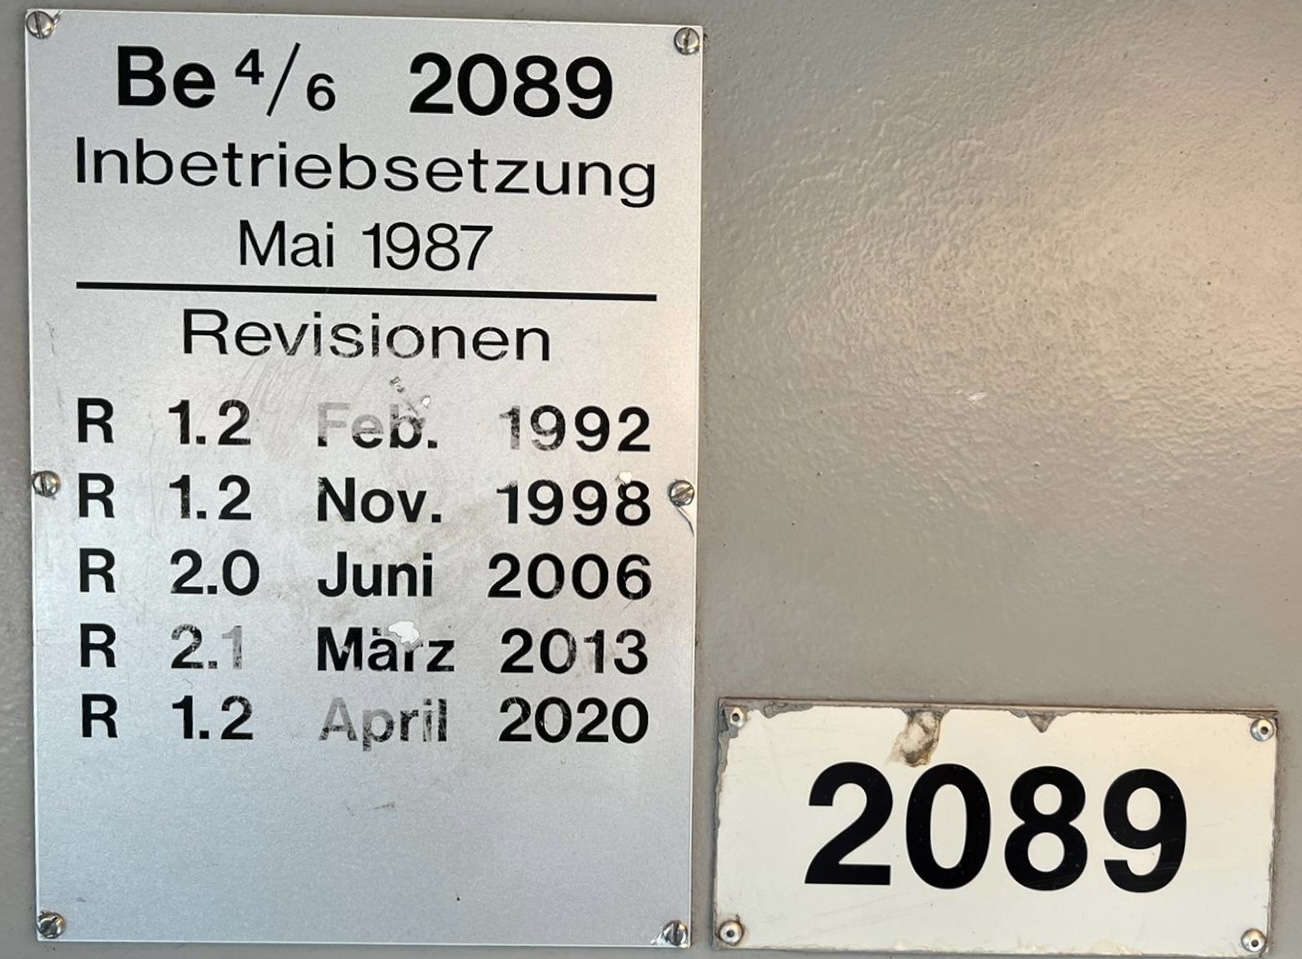 Be 4/6 2089
Inbetriebsetzung
Mai 1987
Revisionen
R 1.2 Feb. 1992
R 1.2 Nov. 1998
R 2.0 Juni 2006
R 2.1 März 2013
R 1.2 April 2020
2089